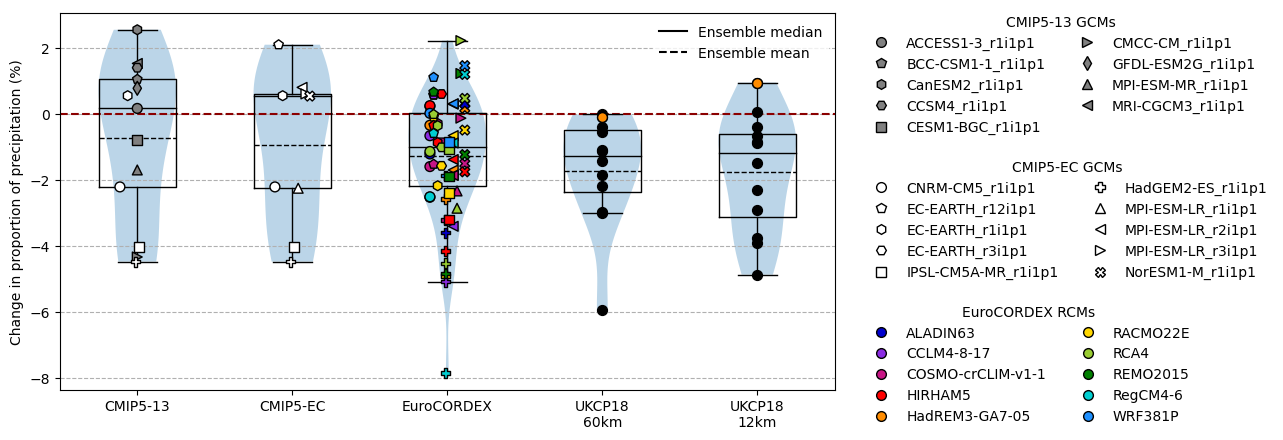 Change in proportion of precipitation (%)
2
0
−2
−4
−6
−8
Ensemble median
Ensemble mean
CMIP5-13
CMIP5-EC
EuroCORDEX
UKCP18
60km
UKCP18
12km
CMIP5-13 GCMs
ACCESS1-3_r1i1p1
BCC-CSM1-1_r1i1p1
CanESM2_r1i1p1
CCSM4_r1i1p1
CESM1-BGC_r1i1p1
CMCC-CM_r1i1p1
GFDL-ESM2G_r1i1p1
MPI-ESM-MR_r1i1p1
MRI-CGCM3_r1i1p1
CMIP5-EC GCMs
CNRM-CM5_r1i1p1
EC-EARTH_r12i1p1
EC-EARTH_r1i1p1
EC-EARTH_r3i1p1
IPSL-CM5A-MR_r1i1p1
HadGEM2-ES_r1i1p1
MPI-ESM-LR_r1i1p1
MPI-ESM-LR_r2i1p1
MPI-ESM-LR_r3i1p1
NorESM1-M_r1i1p1
EuroCORDEX RCMs
ALADIN63
CCLM4-8-17
COSMO-crCLIM-v1-1
HIRHAM5
HadREM3-GA7-05
RACMO22E
RCA4
REMO2015
RegCM4-6
WRF381P